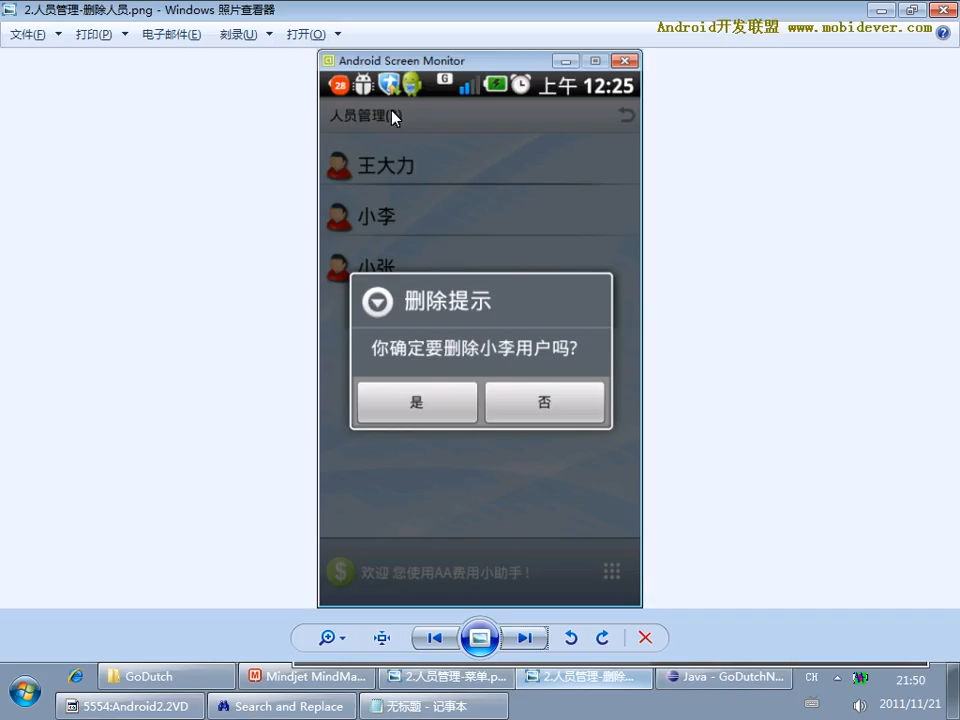 2.人员管理-删除人员.png - Windows 照片查看器
文件(F) 打印(P) 电子邮件(E) 刻录(U) 打开(O)
Android开发联盟 www.mobidever.com
Android Screen Monitor
28 G 上午 12:25
人员管理(
王大力
小李
小张
删除提示
你确定要删除小李用户吗?
是 否
$ 欢迎 您使用AA费用小助手!
GoDutch Mindjet MindMa... 2.人员管理-菜单.p... 2.人员管理-删除... Java - GoDutchN... CH 21:50
5554:Android2.2VD Search and Replace 无标题 - 记事本 2011/11/21